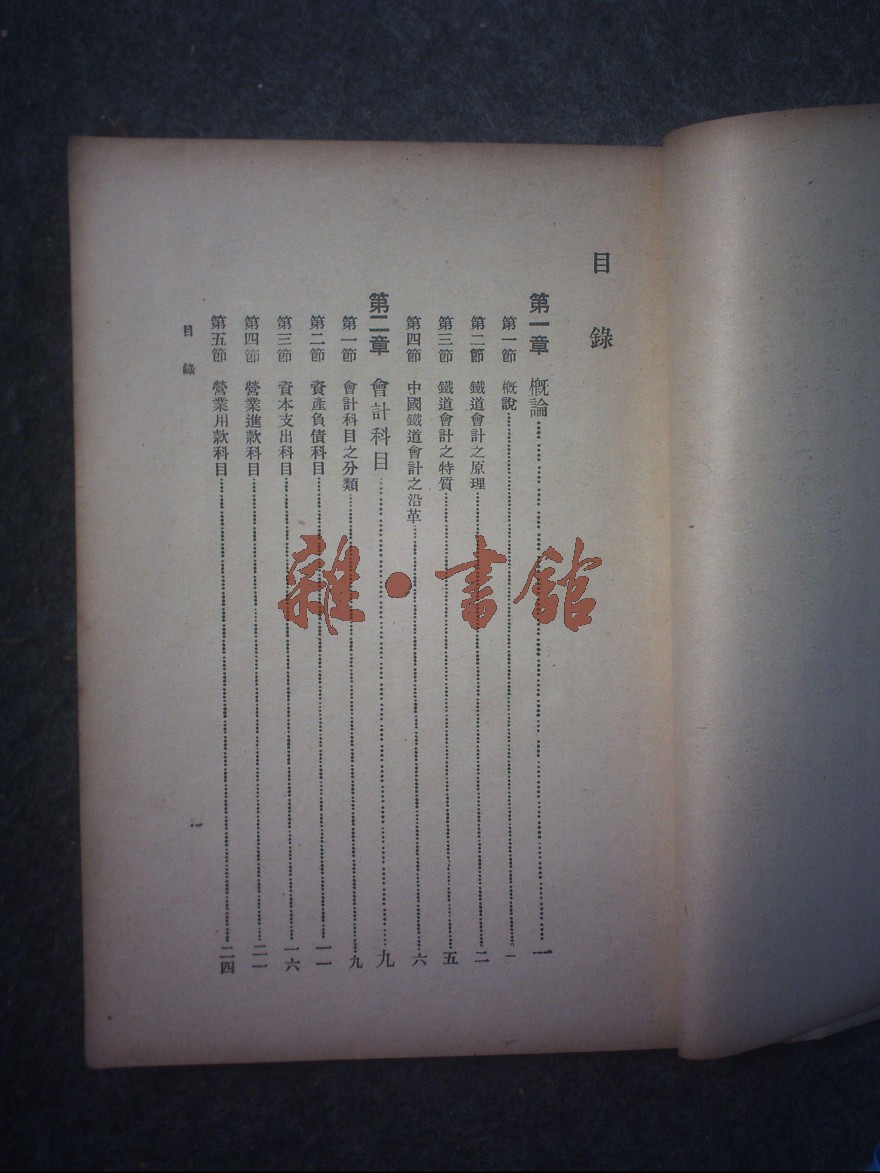 目錄
第一章 概論 一
第一節 概說 一
第二節 鐵道會計之原理 二
第三節 鐵道會計之特質 五
第四節 中國鐵道會計之沿革 六
第二章 會計科目 九
第一節 會計科目之分類 九
第二節 資產負債科目 一一
第三節 資本支出科目 一六
第四節 營業進款科目 二一
第五節 營業用款科目 二四
目錄
一
雜·書館